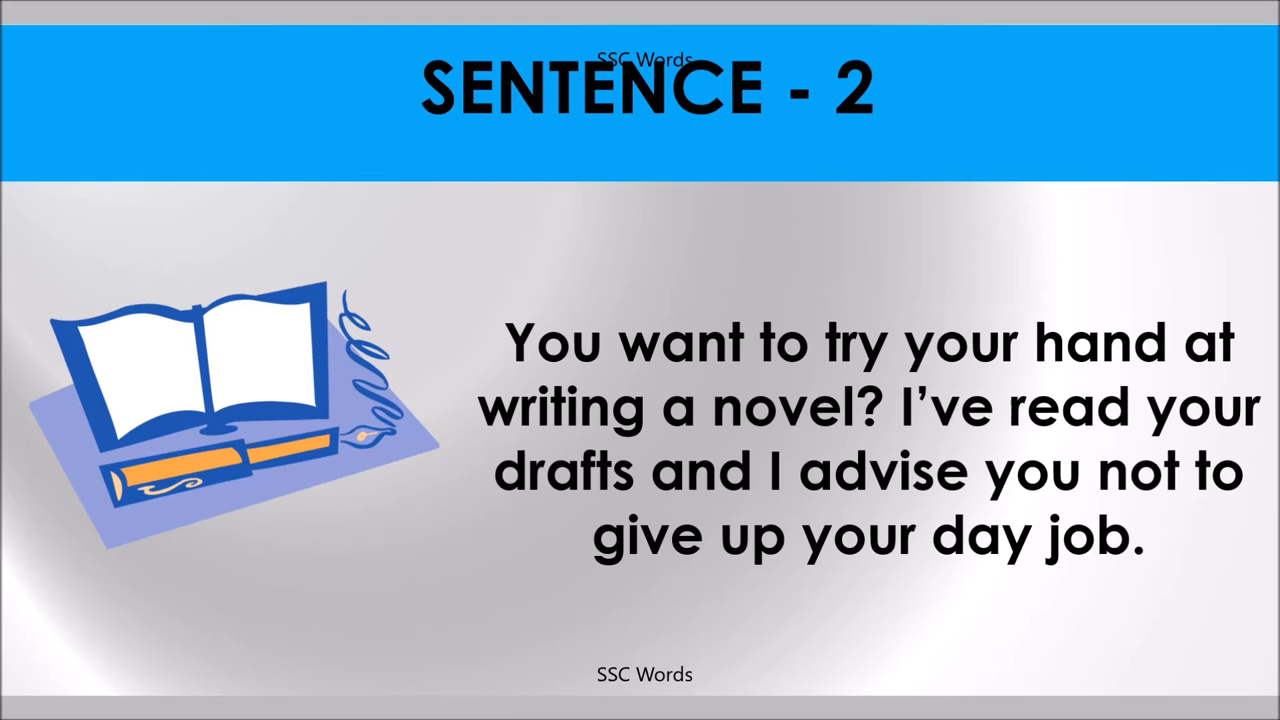 SSC Words
SENTENCE - 2
You want to try your hand at
writing a novel? I’ve read your
drafts and I advise you not to
give up your day job.
SSC Words